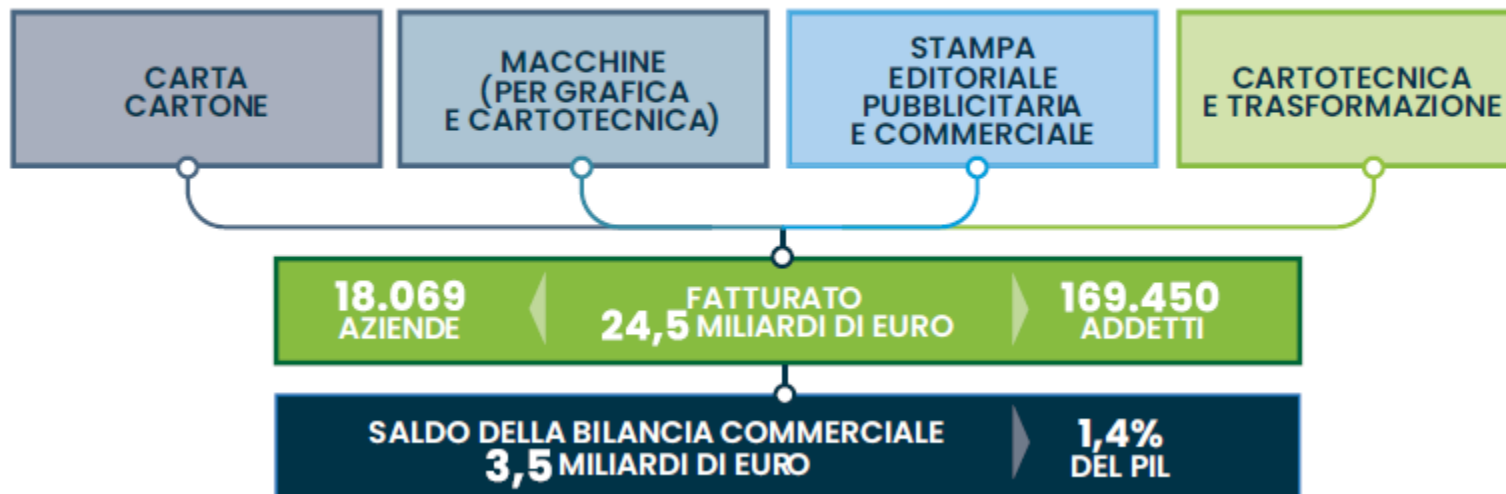 CARTA
CARTONE
MACCHINE
(PER GRAFICA
E CARTOTECNICA)
STAMPA
EDITORIALE
PUBBLICITARIA
E COMMERCIALE
CARTOTECNICA
E TRASFORMAZIONE
18.069
AZIENDE
FATTURATO
24,5 MILIARDI DI EURO
169.450
ADDETTI
SALDO DELLA BILANCIA COMMERCIALE
3,5 MILIARDI DI EURO
1,4%
DEL PIL